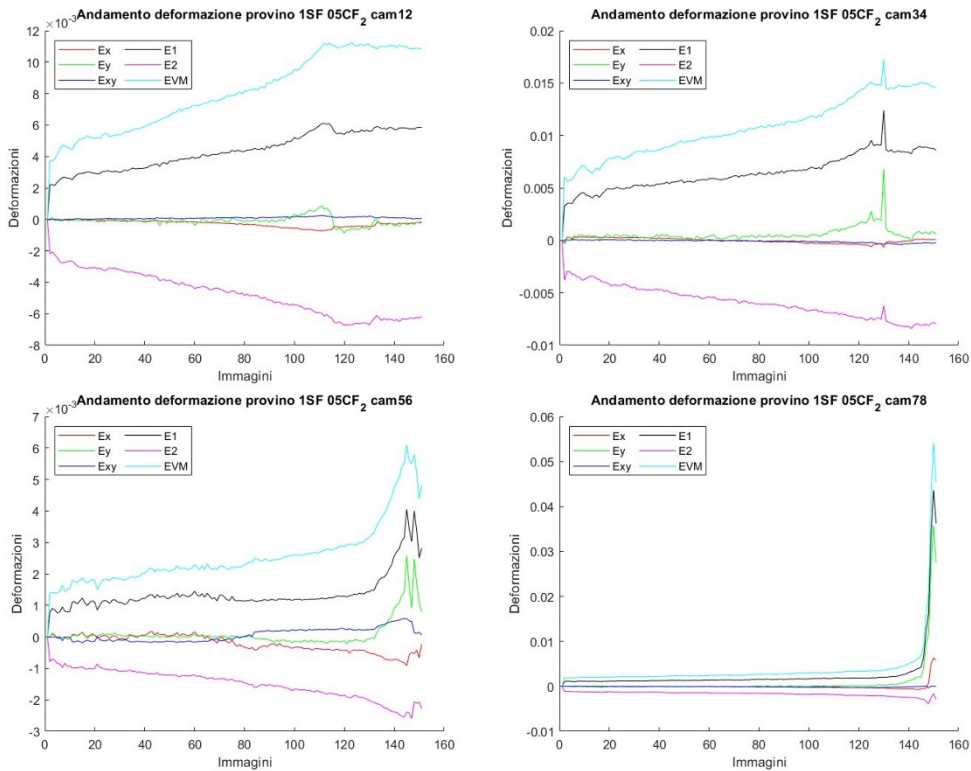 Andamento deformazione provino 1SF 05CF2 cam12
×10-3
12
10
8
6
4
2
0
-2
-4
-6
-8
Deformazioni
Ex E1
Ey E2
Exy EVM
0 20 40 60 80 100 120 140 160
Immagini
Andamento deformazione provino 1SF 05CF2 cam34
0.02
0.015
0.01
0.005
0
-0.005
-0.01
Deformazioni
Ex E1
Ey E2
Exy EVM
0 20 40 60 80 100 120 140 160
Immagini
Andamento deformazione provino 1SF 05CF2 cam56
×10-3
7
6
5
4
3
2
1
0
-1
-2
-3
Deformazioni
Ex E1
Ey E2
Exy EVM
0 20 40 60 80 100 120 140 160
Immagini
Andamento deformazione provino 1SF 05CF2 cam78
0.06
0.05
0.04
0.03
0.02
0.01
0
-0.01
Deformazioni
Ex E1
Ey E2
Exy EVM
0 20 40 60 80 100 120 140 160
Immagini